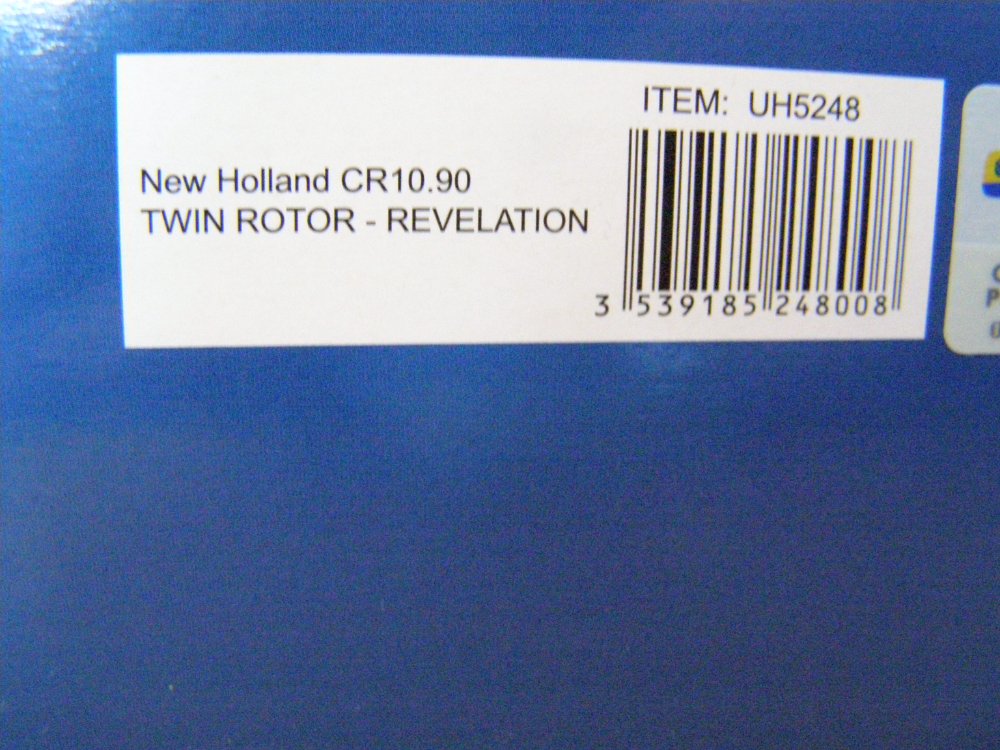 ITEM: UH5248
New Holland CR10.90
TWIN ROTOR - REVELATION
3 539185 248008